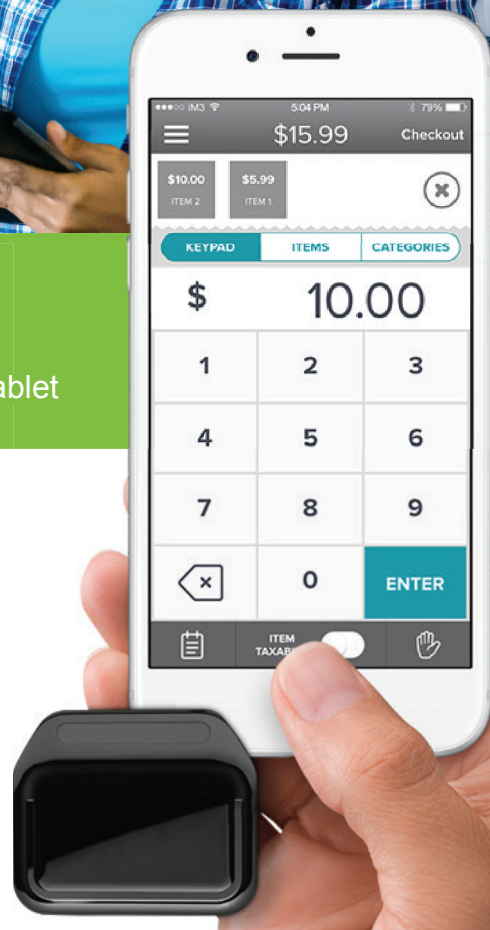 ●●●○○ IM3 5:04 PM 79%
$15.99 Checkout
$10.00 $5.99
ITEM 2 ITEM 1
KEYPAD ITEMS CATEGORIES
$ 10.00
ablet
1 2 3
4 5 6
7 8 9
0 ENTER
ITEM